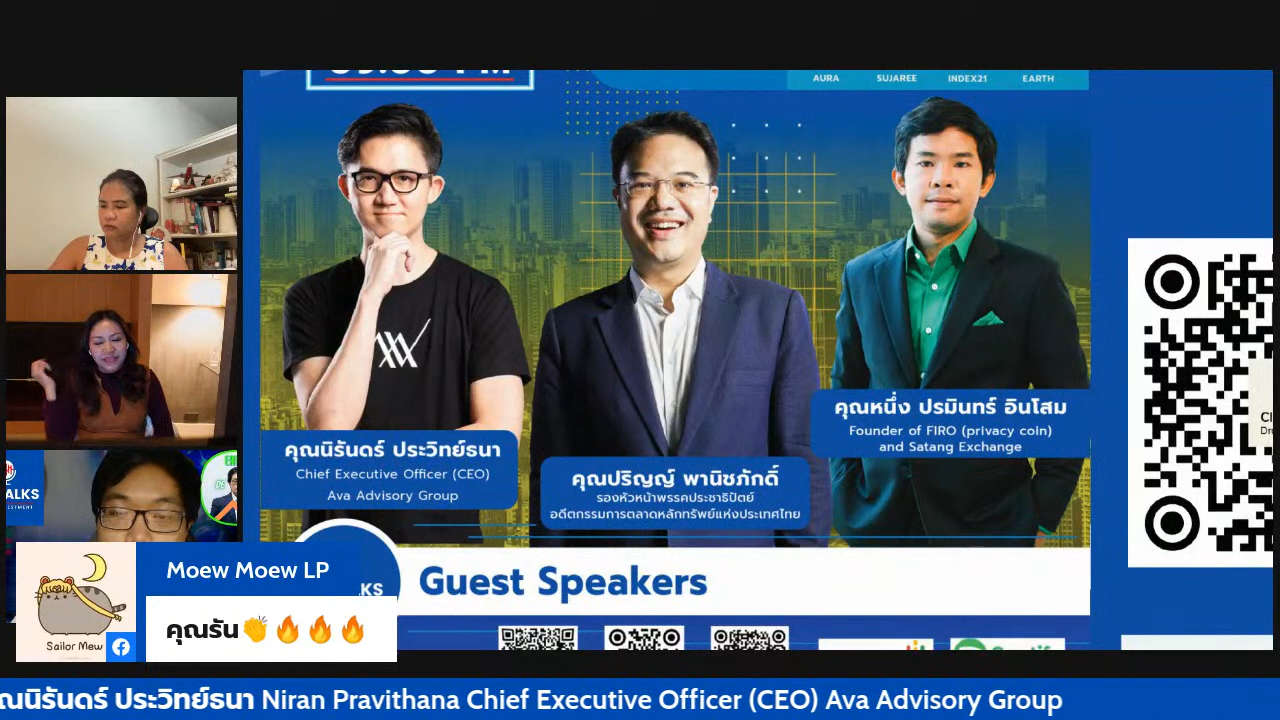 AURA SUJAREE INDEX21 EARTH
คุณนิรันดร์ ประวิทย์ธนา
Chief Executive Officer (CEO)
Ava Advisory Group
คุณปริญญ์ พานิชภักดิ์
รองหัวหน้าพรรคประชาธิปัตย์
อดีตกรรมการตลาดหลักทรัพย์แห่งประเทศไทย
คุณหนึ่ง ปรมินทร์ อินโสม
Founder of FIRO (privacy coin)
and Satang Exchange
Guest Speakers
Moew Moew LP
คุณรัน👏🔥🔥🔥
Sailor Mew
ณนิรันดร์ ประวิทย์ธนา Niran Pravithana Chief Executive Officer (CEO) Ava Advisory Group